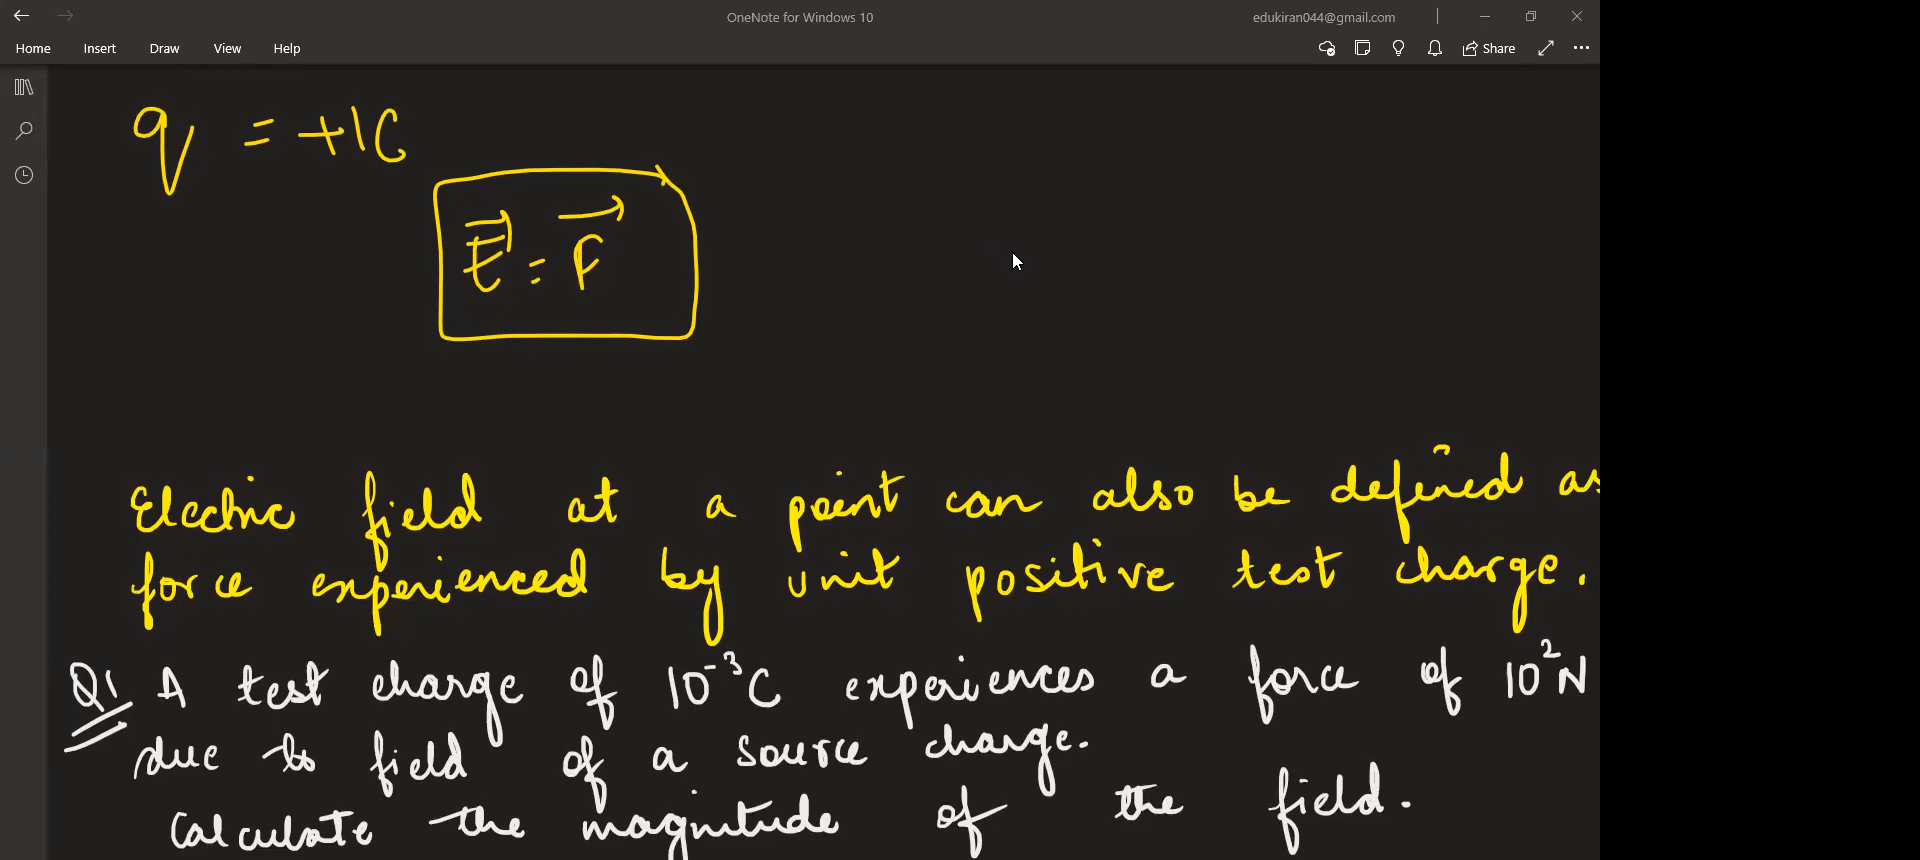 OneNote for Windows 10
edukiran044@gmail.com
Home Insert Draw View Help
Share
q = +1C
E = F
Electric field at a point can also be defined as
force experienced by unit positive test charge.
Q1 A test charge of 10⁻³C experiences a force of 10²N
due to field of a source charge.
Calculate the magnitude of the field.